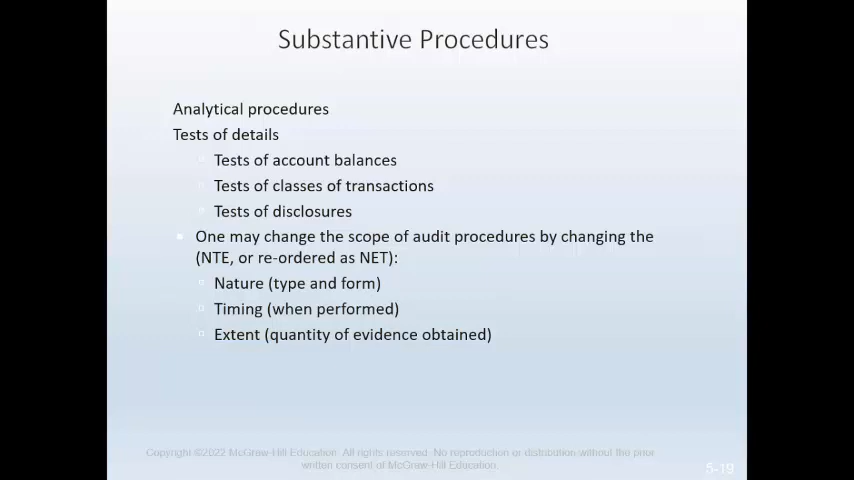 Substantive Procedures
Analytical procedures
Tests of details
Tests of account balances
Tests of classes of transactions
Tests of disclosures
One may change the scope of audit procedures by changing the
(NTE, or re-ordered as NET):
Nature (type and form)
Timing (when performed)
Extent (quantity of evidence obtained)
Copyright ©2022 McGraw-Hill Education. All rights reserved. No reproduction or distribution without the prior
written consent of McGraw-Hill Education.
5-19